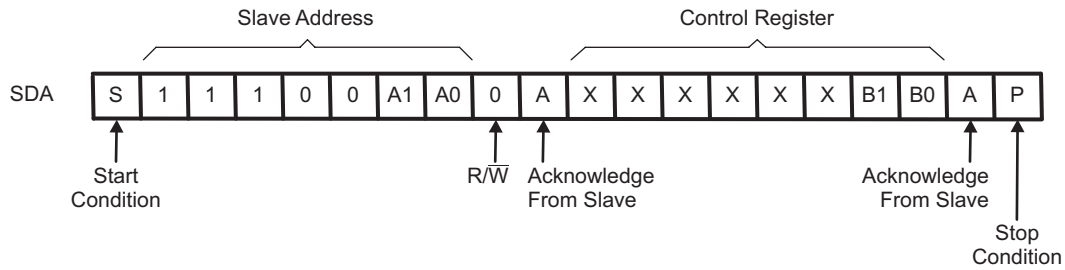 Slave Address
Control Register
SDA S 1 1 1 0 0 A1 A0 0 A X X X X X X B1 B0 A P
Start
Condition
R/W̅
Acknowledge
From Slave
Acknowledge
From Slave
Stop
Condition